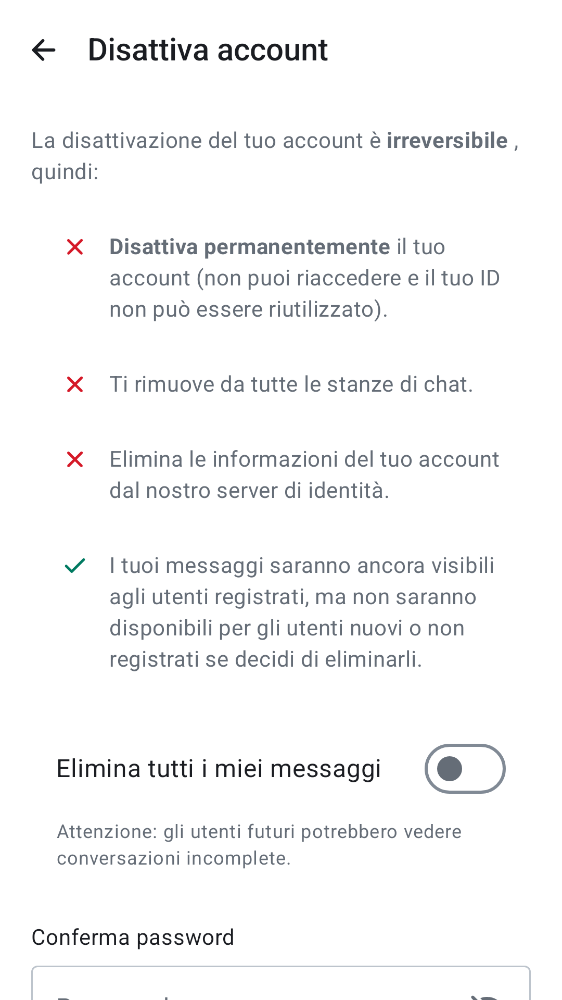 Disattiva account
La disattivazione del tuo account è irreversibile ,
quindi:
Disattiva permanentemente il tuo
account (non puoi riaccedere e il tuo ID
non può essere riutilizzato).
Ti rimuove da tutte le stanze di chat.
Elimina le informazioni del tuo account
dal nostro server di identità.
I tuoi messaggi saranno ancora visibili
agli utenti registrati, ma non saranno
disponibili per gli utenti nuovi o non
registrati se decidi di eliminarli.
Elimina tutti i miei messaggi
Attenzione: gli utenti futuri potrebbero vedere
conversazioni incomplete.
Conferma password